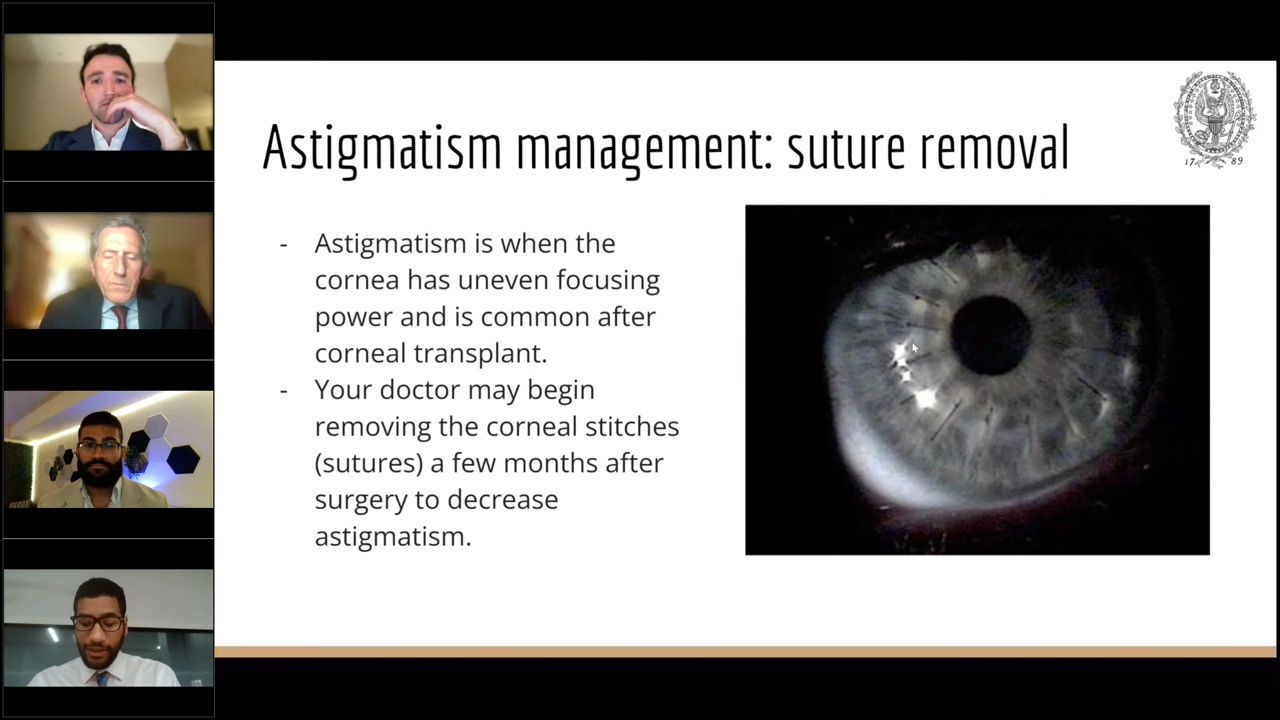 Astigmatism management: suture removal
17 89
- Astigmatism is when the
cornea has uneven focusing
power and is common after
corneal transplant.
- Your doctor may begin
removing the corneal stitches
(sutures) a few months after
surgery to decrease
astigmatism.